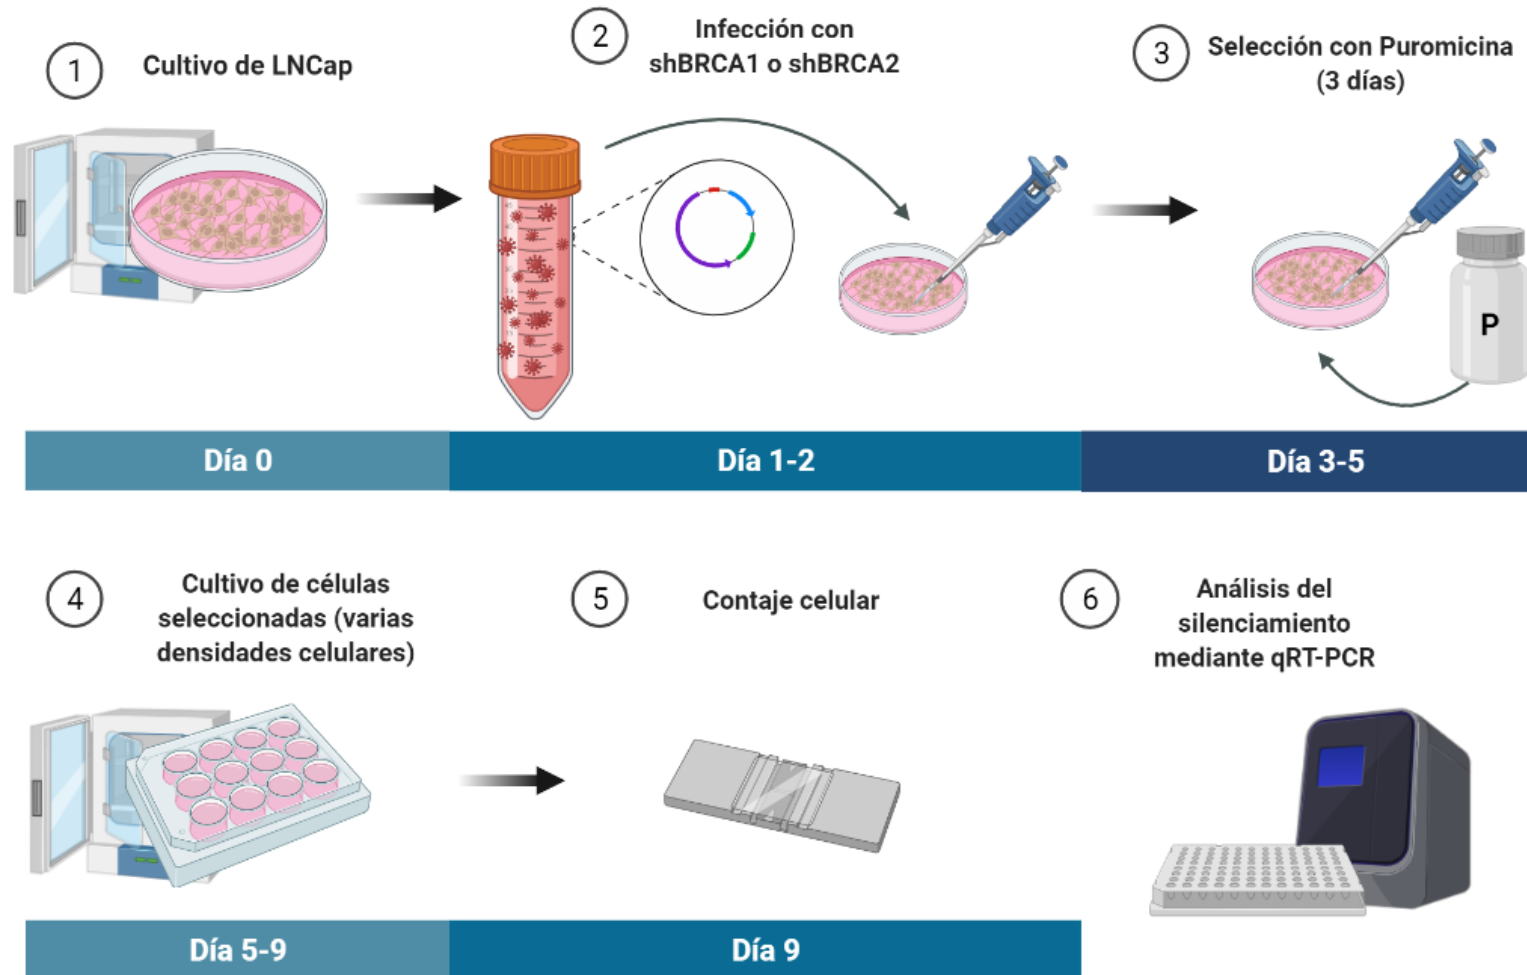 1
Cultivo de LNCap
2
Infección con
shBRCA1 o shBRCA2
3
Selección con Puromicina
(3 días)
P
Día 0
Día 1-2
Día 3-5
4
Cultivo de células
seleccionadas (varias
densidades celulares)
5
Contaje celular
6
Análisis del
silenciamiento
mediante qRT-PCR
Día 5-9
Día 9